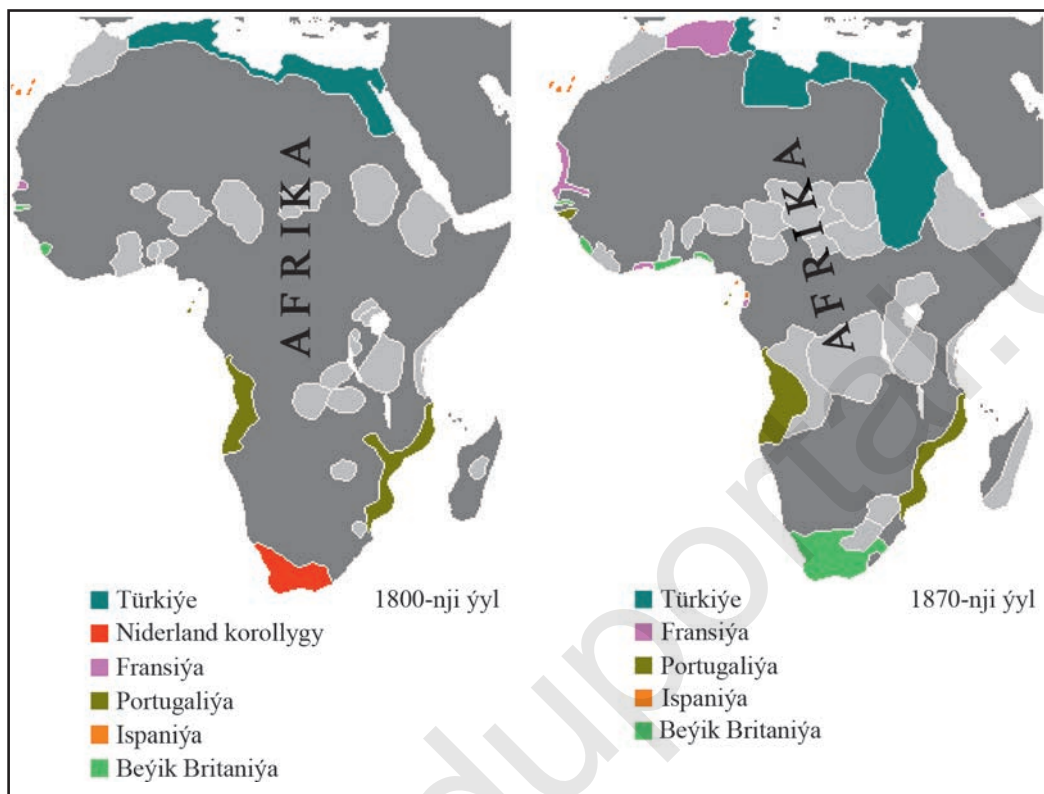 AFRIKA
Türkiýe
Niderland korollygy
Fransiýa
Portugaliýa
Ispaniýa
Beýik Britaniýa
1800-nji ýyl
AFRIKA
Türkiýe
Fransiýa
Portugaliýa
Ispaniýa
Beýik Britaniýa
1870-nji ýyl